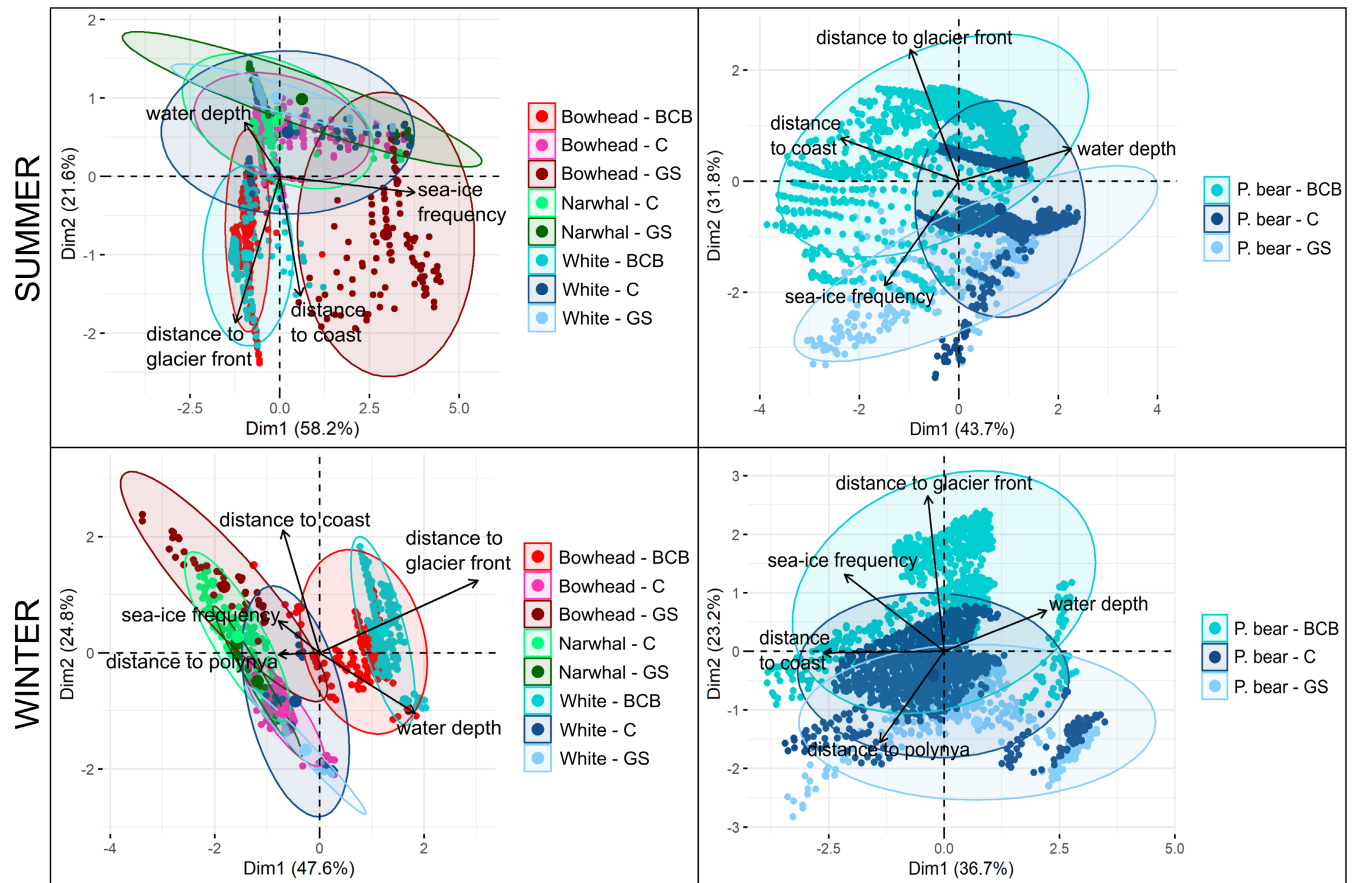 SUMMER
2
1
0
-1
-2
Dim2 (21.6%)
water depth
sea-ice
frequency
distance to
glacier front
distance
to coast
-2.5
0.0
2.5
5.0
Dim1 (58.2%)
Bowhead - BCB
Bowhead - C
Bowhead - GS
Narwhal - C
Narwhal - GS
White - BCB
White - C
White - GS
2
0
-2
Dim2 (31.8%)
distance to glacier front
distance
to coast
water depth
sea-ice frequency
-4
-2
0
2
4
Dim1 (43.7%)
P. bear - BCB
P. bear - C
P. bear - GS
WINTER
2
0
-2
Dim2 (24.8%)
distance to coast
distance to
glacier front
sea-ice frequency
distance to polynya
water depth
-4
-2
0
2
Dim1 (47.6%)
Bowhead - BCB
Bowhead - C
Bowhead - GS
Narwhal - C
Narwhal - GS
White - BCB
White - C
White - GS
3
2
1
0
-1
-2
-3
Dim2 (23.2%)
distance to glacier front
sea-ice frequency
water depth
distance
to coast
distance to polynya
-2.5
0.0
2.5
5.0
Dim1 (36.7%)
P. bear - BCB
P. bear - C
P. bear - GS